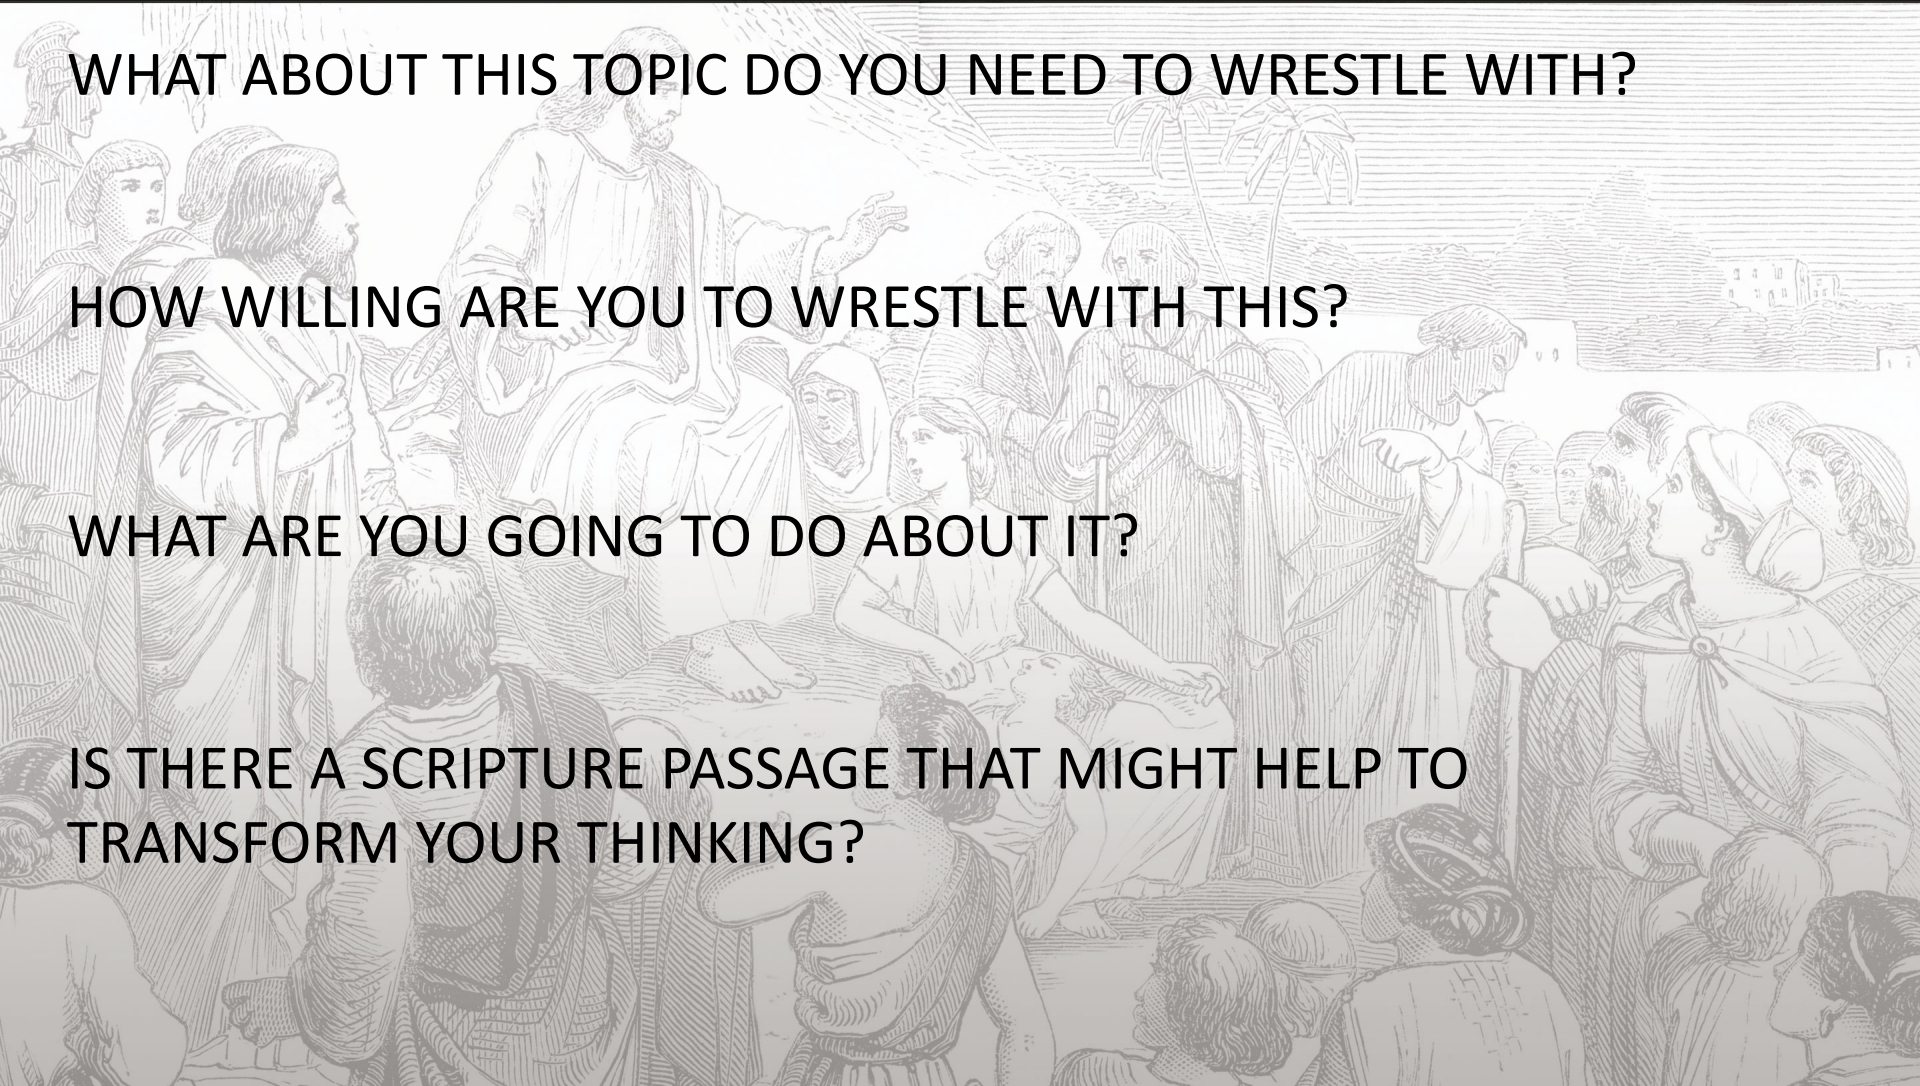 WHAT ABOUT THIS TOPIC DO YOU NEED TO WRESTLE WITH?
HOW WILLING ARE YOU TO WRESTLE WITH THIS?
WHAT ARE YOU GOING TO DO ABOUT IT?
IS THERE A SCRIPTURE PASSAGE THAT MIGHT HELP TO
TRANSFORM YOUR THINKING?